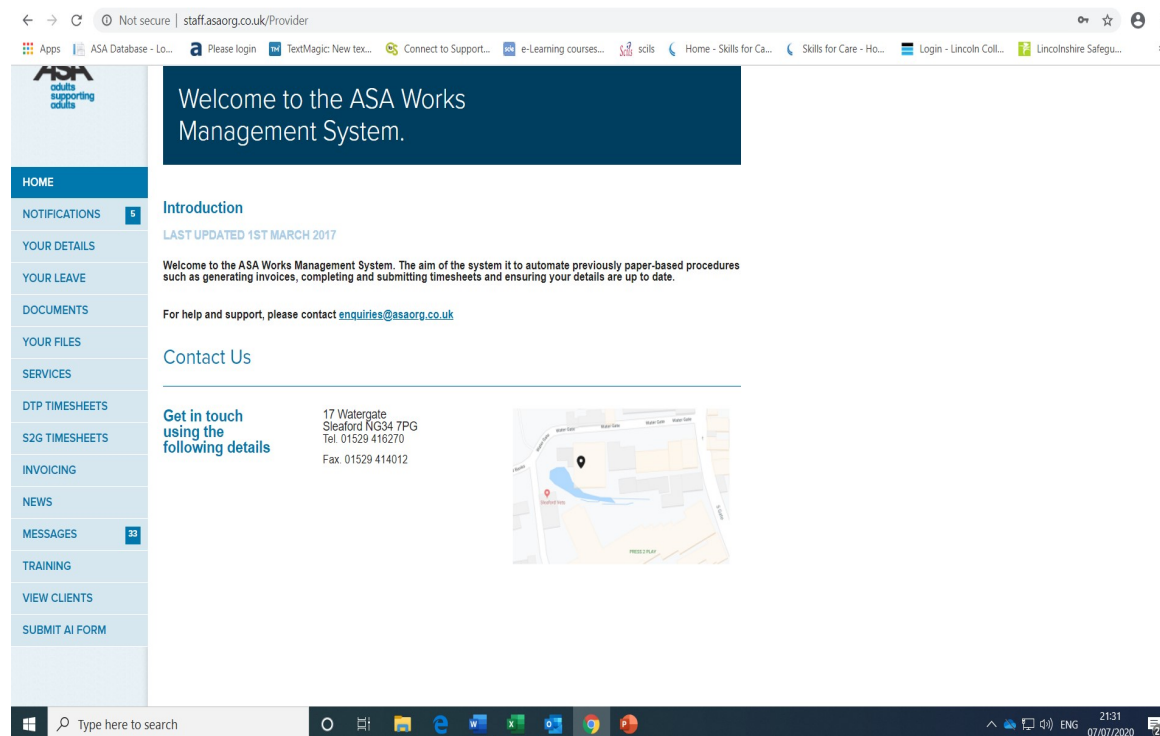 Not secure | staff.asaorg.co.uk/Provider
Apps ASA Database - Lo... Please login TextMagic: New tex... Connect to Support... e-Learning courses... scils Home - Skills for Ca... Skills for Care - Ho... Login - Lincoln Coll... Lincolnshire Safegu...
ASA
adults
supporting
adults
Welcome to the ASA Works
Management System.
HOME
NOTIFICATIONS 5
YOUR DETAILS
YOUR LEAVE
DOCUMENTS
YOUR FILES
SERVICES
DTP TIMESHEETS
S2G TIMESHEETS
INVOICING
NEWS
MESSAGES 33
TRAINING
VIEW CLIENTS
SUBMIT AI FORM
Introduction
LAST UPDATED 1ST MARCH 2017
Welcome to the ASA Works Management System. The aim of the system it to automate previously paper-based procedures
such as generating invoices, completing and submitting timesheets and ensuring your details are up to date.
For help and support, please contact enquiries@asaorg.co.uk
Contact Us
Get in touch
using the
following details
17 Watergate
Sleaford NG34 7PG
Tel. 01529 416270
Fax. 01529 414012
Water Gate Water Gate Water Gate Water Gate
Type here to search
ENG
21:31
07/07/2020